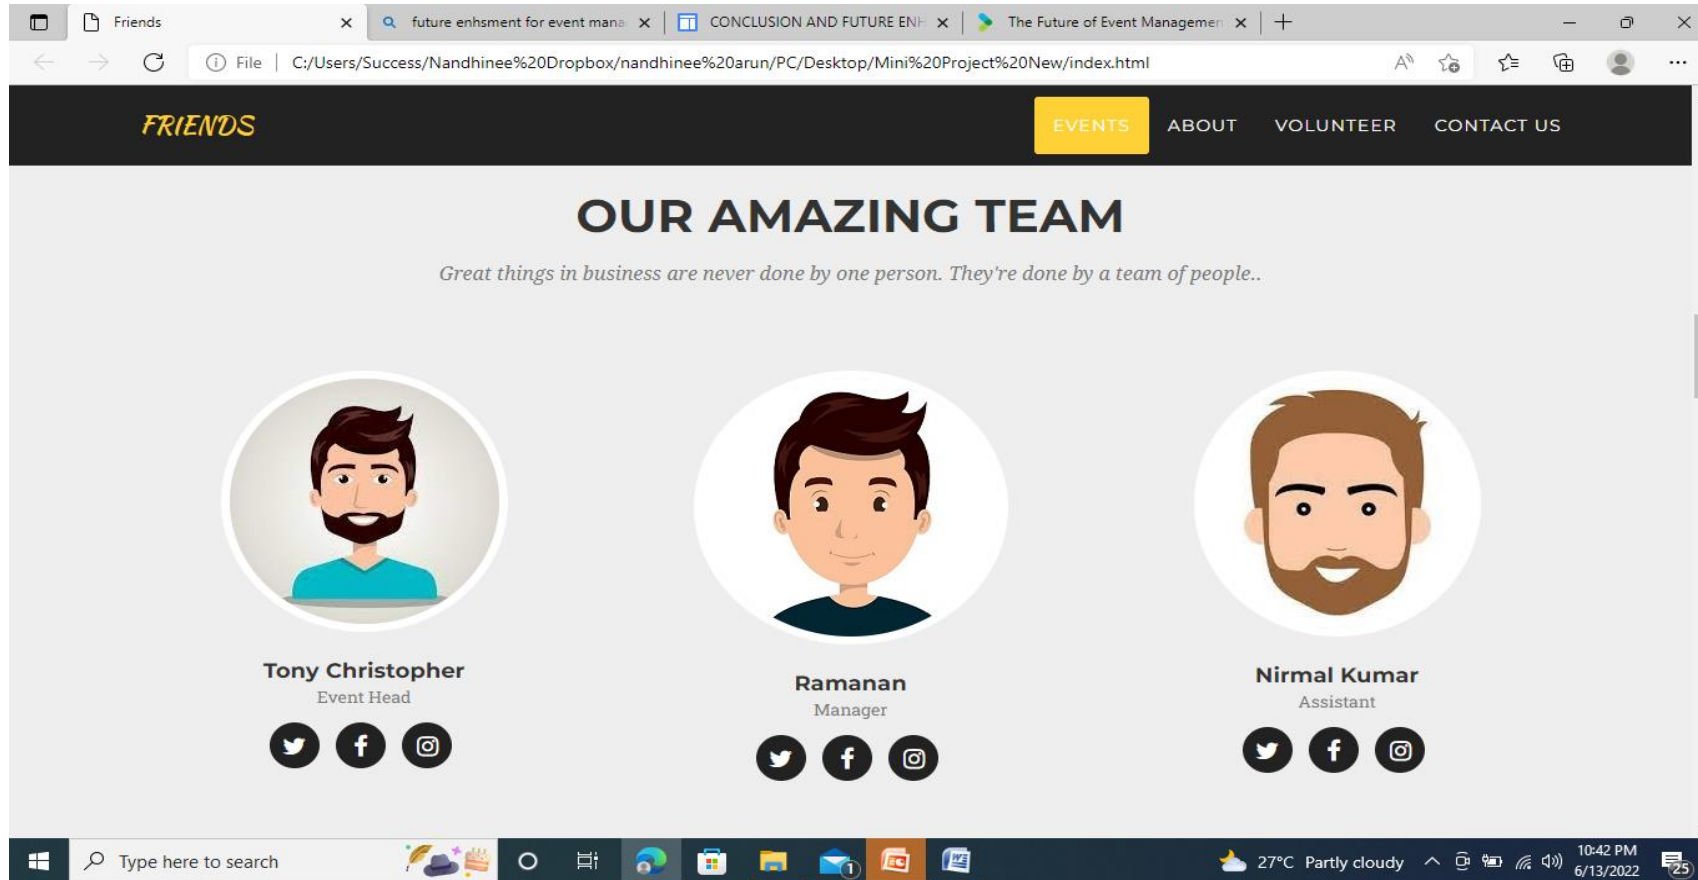 Friends
future enhsment for event mana
CONCLUSION AND FUTURE ENH
The Future of Event Managemen
File | C:/Users/Success/Nandhinee%20Dropbox/nandhinee%20arun/PC/Desktop/Mini%20Project%20New/index.html
FRIENDS
EVENTS ABOUT VOLUNTEER CONTACT US
OUR AMAZING TEAM
Great things in business are never done by one person. They're done by a team of people..
Tony Christopher
Event Head
Ramanan
Manager
Nirmal Kumar
Assistant
Type here to search
1
27°C Partly cloudy
10:42 PM
6/13/2022
25